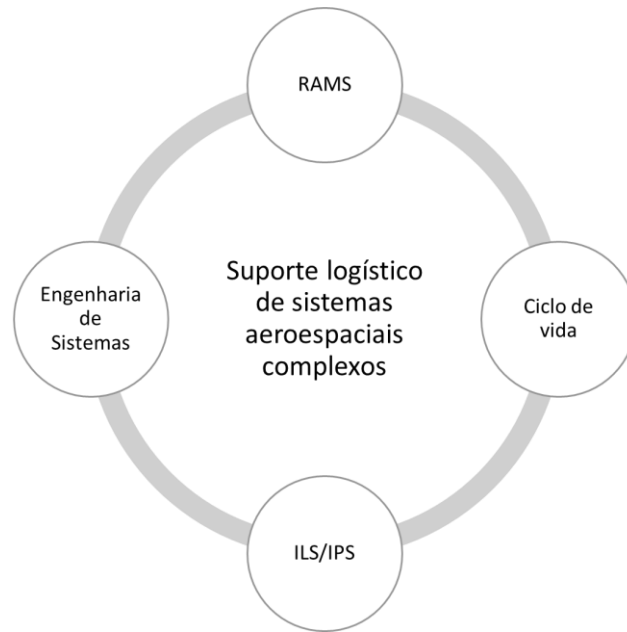 RAMS
Suporte logístico
de sistemas
aeroespaciais
complexos
Engenharia
de
Sistemas
Ciclo de
vida
ILS/IPS